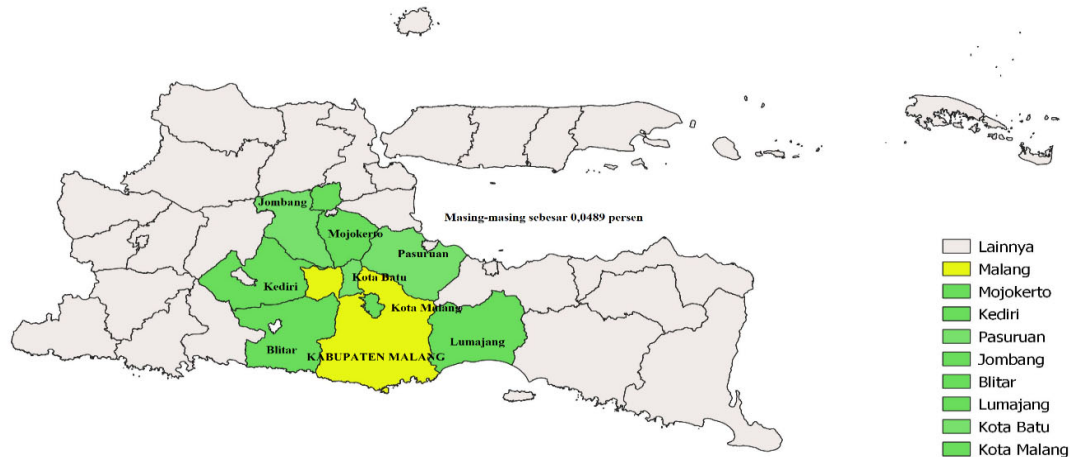 Jombang
Masing-masing sebesar 0,0489 persen
Mojokerto
Pasuruan
Kota Batu
Kediri
Kota Malang
Lumajang
Blitar
KABUPATEN MALANG
Lainnya
Malang
Mojokerto
Kediri
Pasuruan
Jombang
Blitar
Lumajang
Kota Batu
Kota Malang